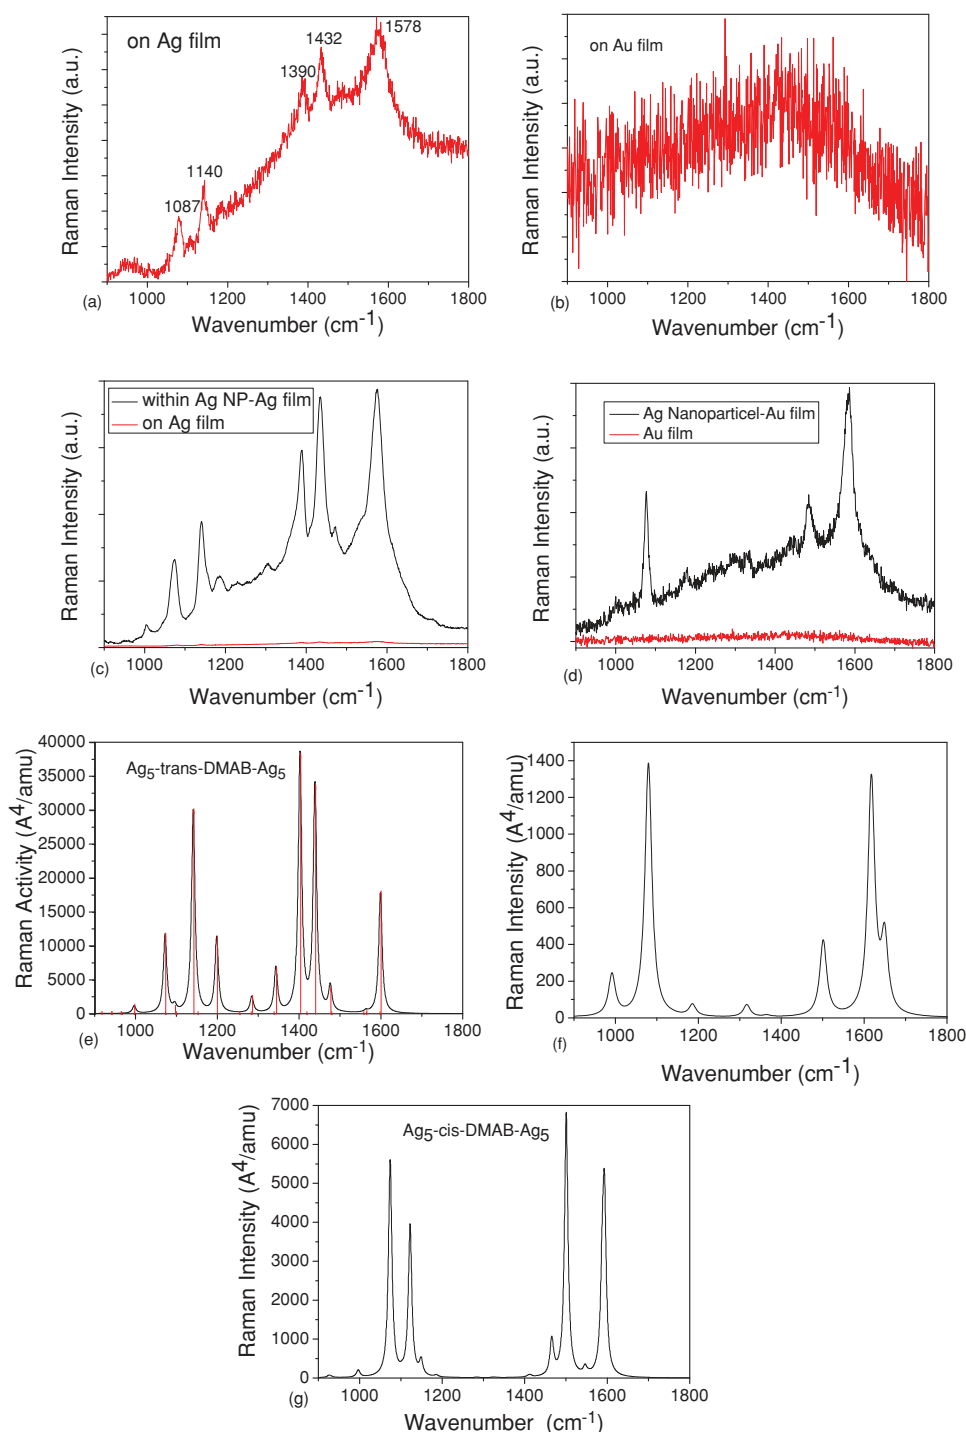 on Ag film
1087
1140
1390
1432
1578
Raman Intensity (a.u.)
1000 1200 1400 1600 1800
Wavenumber (cm-1)
(a)
on Au film
Raman Intensity (a.u.)
1000 1200 1400 1600 1800
Wavenumber (cm-1)
(b)
within Ag NP-Ag film
on Ag film
Raman Intensity (a.u.)
1000 1200 1400 1600 1800
Wavenumber (cm-1)
(c)
Ag Nanoparticel-Au film
Au film
Raman Intensity (a.u.)
1000 1200 1400 1600 1800
Wavenumber (cm-1)
(d)
Ag5-trans-DMAB-Ag5
Raman Activity (A4/amu)
40000
35000
30000
25000
20000
15000
10000
5000
0
1000 1200 1400 1600 1800
Wavenumber (cm-1)
(e)
Raman Intensity (A4/amu)
1400
1200
1000
800
600
400
200
0
1000 1200 1400 1600 1800
Wavenumber (cm-1)
(f)
Ag5-cis-DMAB-Ag5
Raman Intensity (A4/amu)
7000
6000
5000
4000
3000
2000
1000
0
1000 1200 1400 1600 1800
Wavenumber (cm-1)
(g)